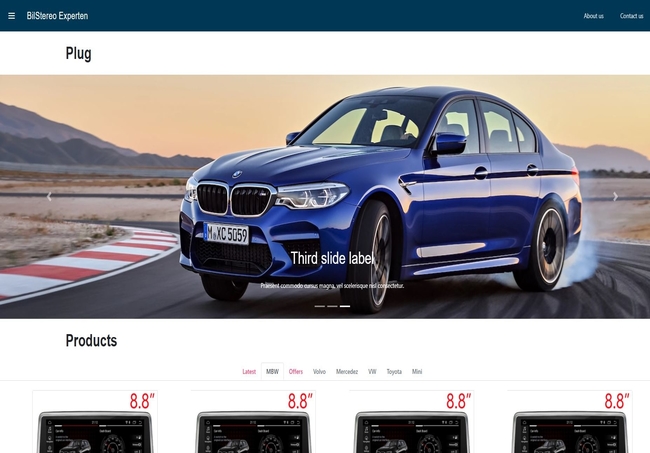 BilStereo Experten
About us
Contact us
Plug
M XC 5059
Third slide label
Praesent commodo cursus magna, vel scelerisque nisl consectetur.
Products
Latest MBW Offers Volvo Mercedez VW Toyota Mini
8.8” 8.8” 8.8” 8.8”